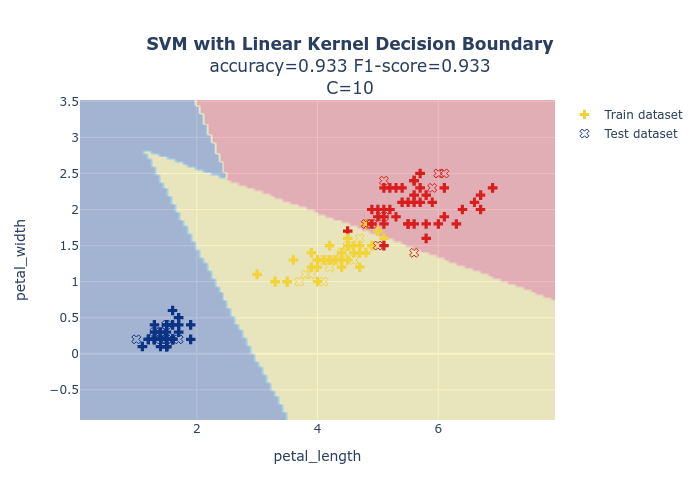 SVM with Linear Kernel Decision Boundary
accuracy=0.933 F1-score=0.933
C=10
3.5
3
2.5
2
1.5
1
0.5
0
−0.5
petal_width
2
4
6
petal_length
Train dataset
Test dataset